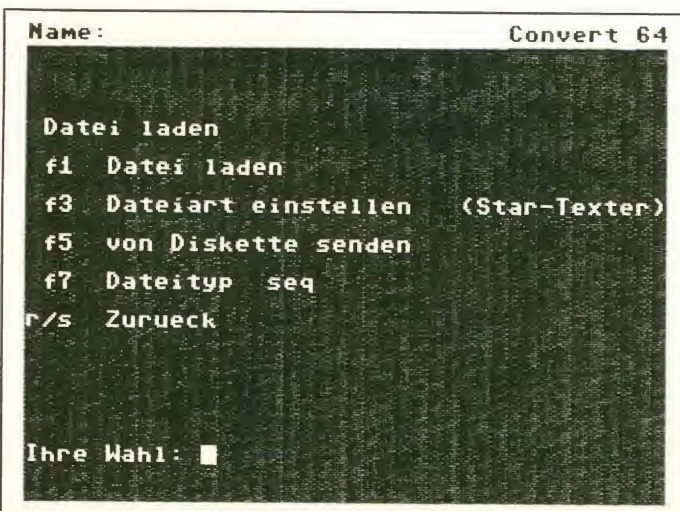 Name: Convert 64
Datei laden
f1 Datei laden
f3 Dateiart einstellen (Star-Texter)
f5 von Diskette senden
f7 Dateityp seq
r/s Zurueck
Ihre Wahl: